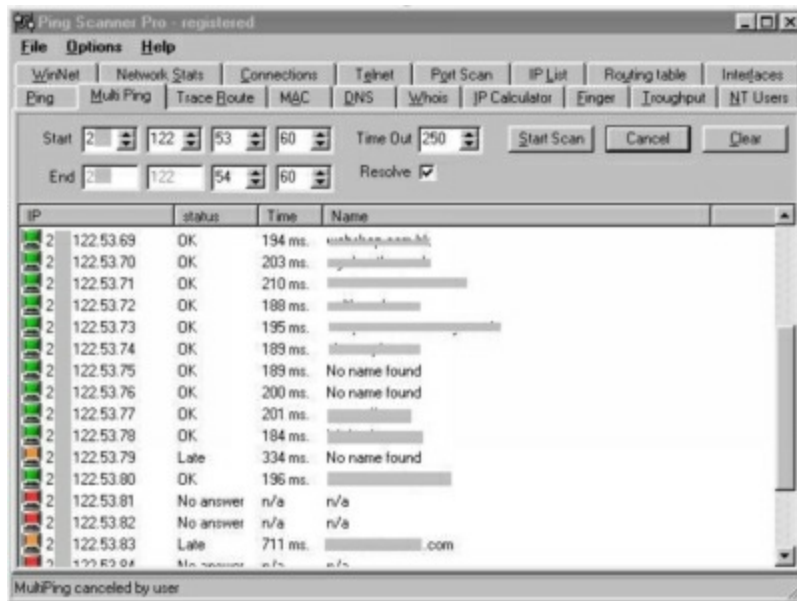 Ping Scanner Pro - registered
File Options Help
WinNet Network Stats Connections Telnet Port Scan IP List Routing table Interfaces
Ping Multi Ping Trace Route MAC DNS Whois IP Calculator Finger Troughput NT Users
Start 2 122 53 60 Time Out 250 Start Scan Cancel Clear
End 2 122 54 60 Resolve
IP status Time Name
2 122.53.69 OK 194 ms.
2 122.53.70 OK 203 ms.
2 122.53.71 OK 210 ms.
2 122.53.72 OK 188 ms.
2 122.53.73 OK 195 ms.
2 122.53.74 OK 189 ms.
2 122.53.75 OK 189 ms. No name found
2 122.53.76 OK 200 ms. No name found
2 122.53.77 OK 201 ms.
2 122.53.78 OK 184 ms.
2 122.53.79 Late 334 ms. No name found
2 122.53.80 OK 196 ms.
2 122.53.81 No answer n/a n/a
2 122.53.82 No answer n/a n/a
2 122.53.83 Late 711 ms. .com
2 122.53.84 No answer n/a n/a
MultiPing canceled by user